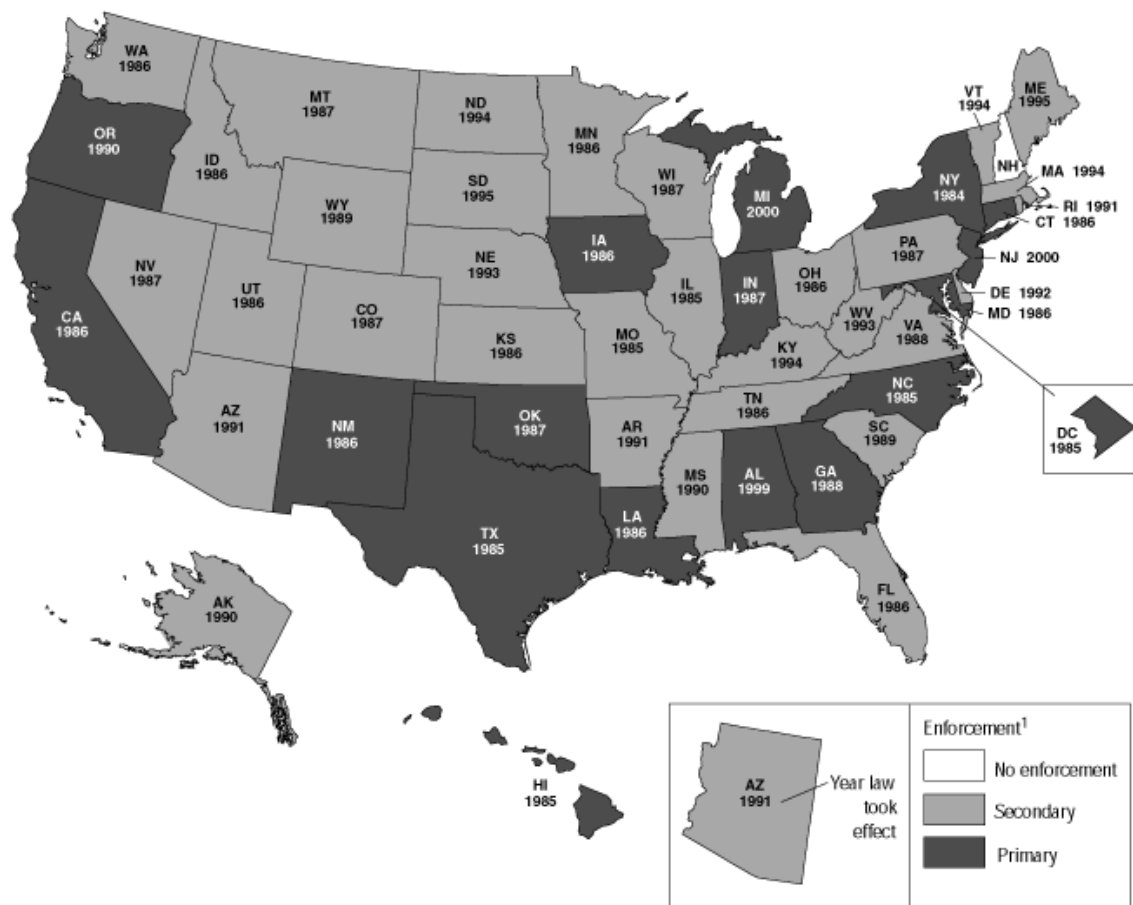 WA
1986
OR
1990
CA
1986
ID
1986
NV
1987
MT
1987
WY
1989
UT
1986
CO
1987
AZ
1991
NM
1986
ND
1994
SD
1995
NE
1993
KS
1986
OK
1987
TX
1985
MN
1986
IA
1986
MO
1985
AR
1991
LA
1986
WI
1987
IL
1985
MI
2000
IN
1987
OH
1986
KY
1994
TN
1986
MS
1990
AL
1999
GA
1988
FL
1986
SC
1989
NC
1985
VA
1988
WV
1993
PA
1987
NY
1984
VT
1994
NH
ME
1995
MA 1994
RI 1991
CT 1986
NJ 2000
DE 1992
MD 1986
DC
1985
AK
1990
HI
1985
AZ
1991
Year law
took
effect
Enforcement¹
No enforcement
Secondary
Primary